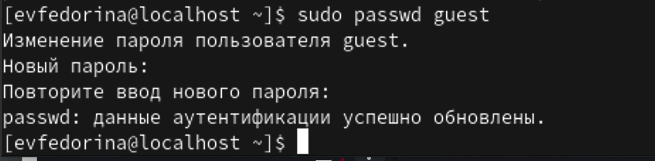 [evfedorina@localhost ~]$ sudo passwd guest
Изменение пароля пользователя guest.
Новый пароль:
Повторите ввод нового пароля:
passwd: данные аутентификации успешно обновлены.
[evfedorina@localhost ~]$